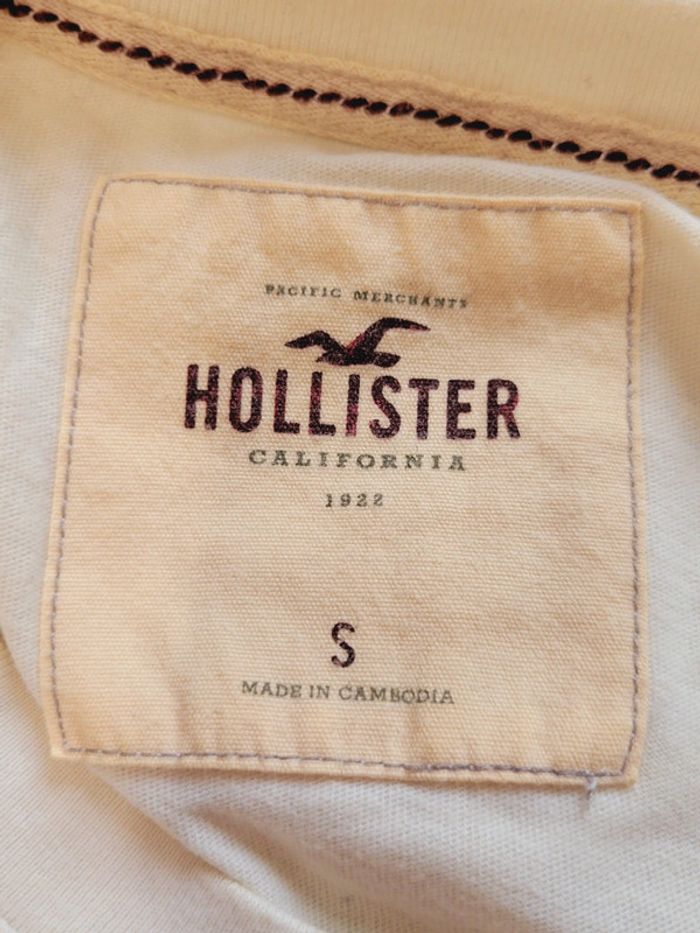 PACIFIC MERCHANTS
HOLLISTER
CALIFORNIA
1922
S
MADE IN CAMBODIA